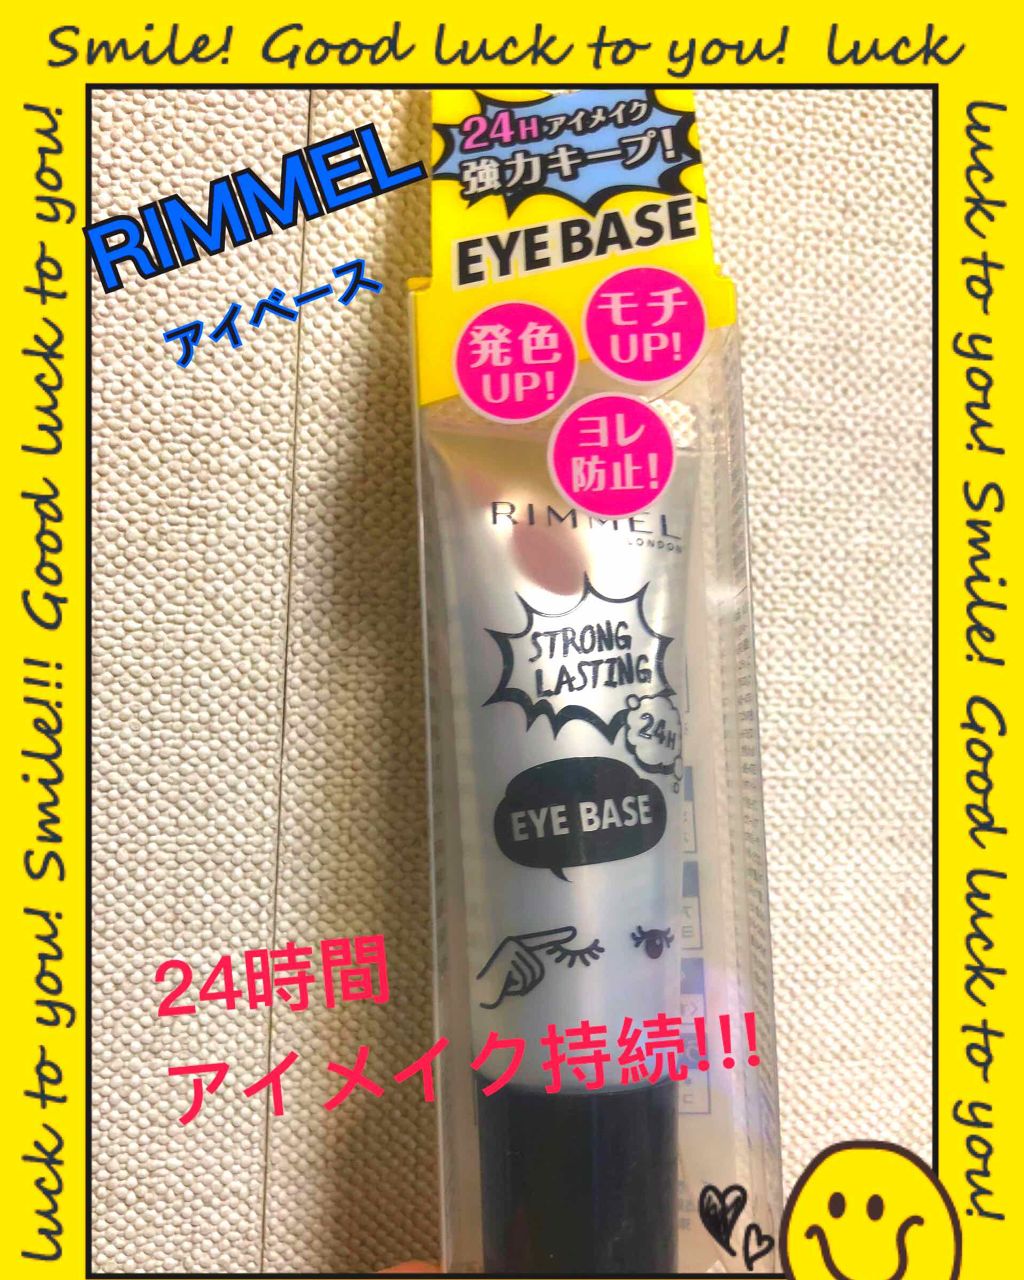 Smile! Good luck to you! luck
luck to you! Smile! Good luck to you!
luck to you! Smile!!! Good luck to you!
RIMMEL
アイベース
24H アイメイク
強力キープ!
EYE BASE
発色
UP!
モチ
UP!
ヨレ
防止!
RIMMEL
LONDON
STRONG
LASTING
24H
EYE BASE
24時間
アイメイク持続!!!